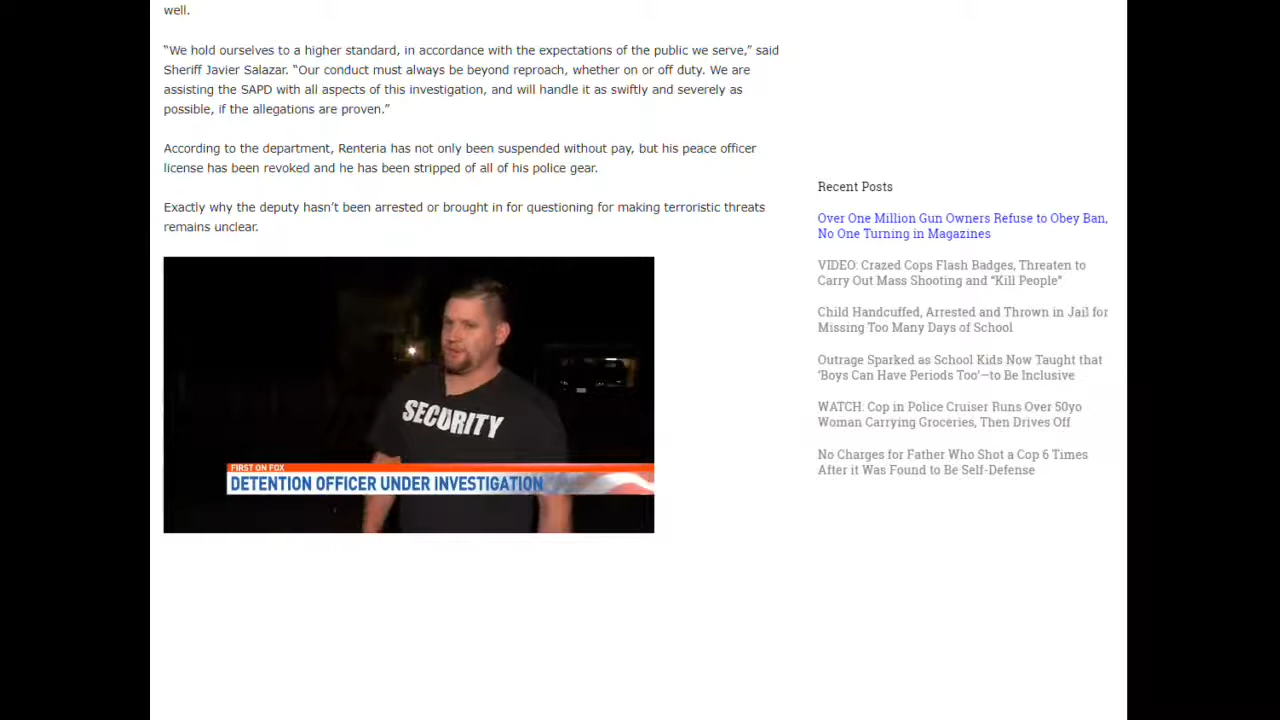 well.
“We hold ourselves to a higher standard, in accordance with the expectations of the public we serve,” said
Sheriff Javier Salazar. “Our conduct must always be beyond reproach, whether on or off duty. We are
assisting the SAPD with all aspects of this investigation, and will handle it as swiftly and severely as
possible, if the allegations are proven.”
According to the department, Renteria has not only been suspended without pay, but his peace officer
license has been revoked and he has been stripped of all of his police gear.
Exactly why the deputy hasn’t been arrested or brought in for questioning for making terroristic threats
remains unclear.
SECURITY
FIRST ON FOX
DETENTION OFFICER UNDER INVESTIGATION
Recent Posts
Over One Million Gun Owners Refuse to Obey Ban,
No One Turning in Magazines
VIDEO: Crazed Cops Flash Badges, Threaten to
Carry Out Mass Shooting and “Kill People”
Child Handcuffed, Arrested and Thrown in Jail for
Missing Too Many Days of School
Outrage Sparked as School Kids Now Taught that
‘Boys Can Have Periods Too’—to Be Inclusive
WATCH: Cop in Police Cruiser Runs Over 50yo
Woman Carrying Groceries, Then Drives Off
No Charges for Father Who Shot a Cop 6 Times
After it Was Found to Be Self-Defense